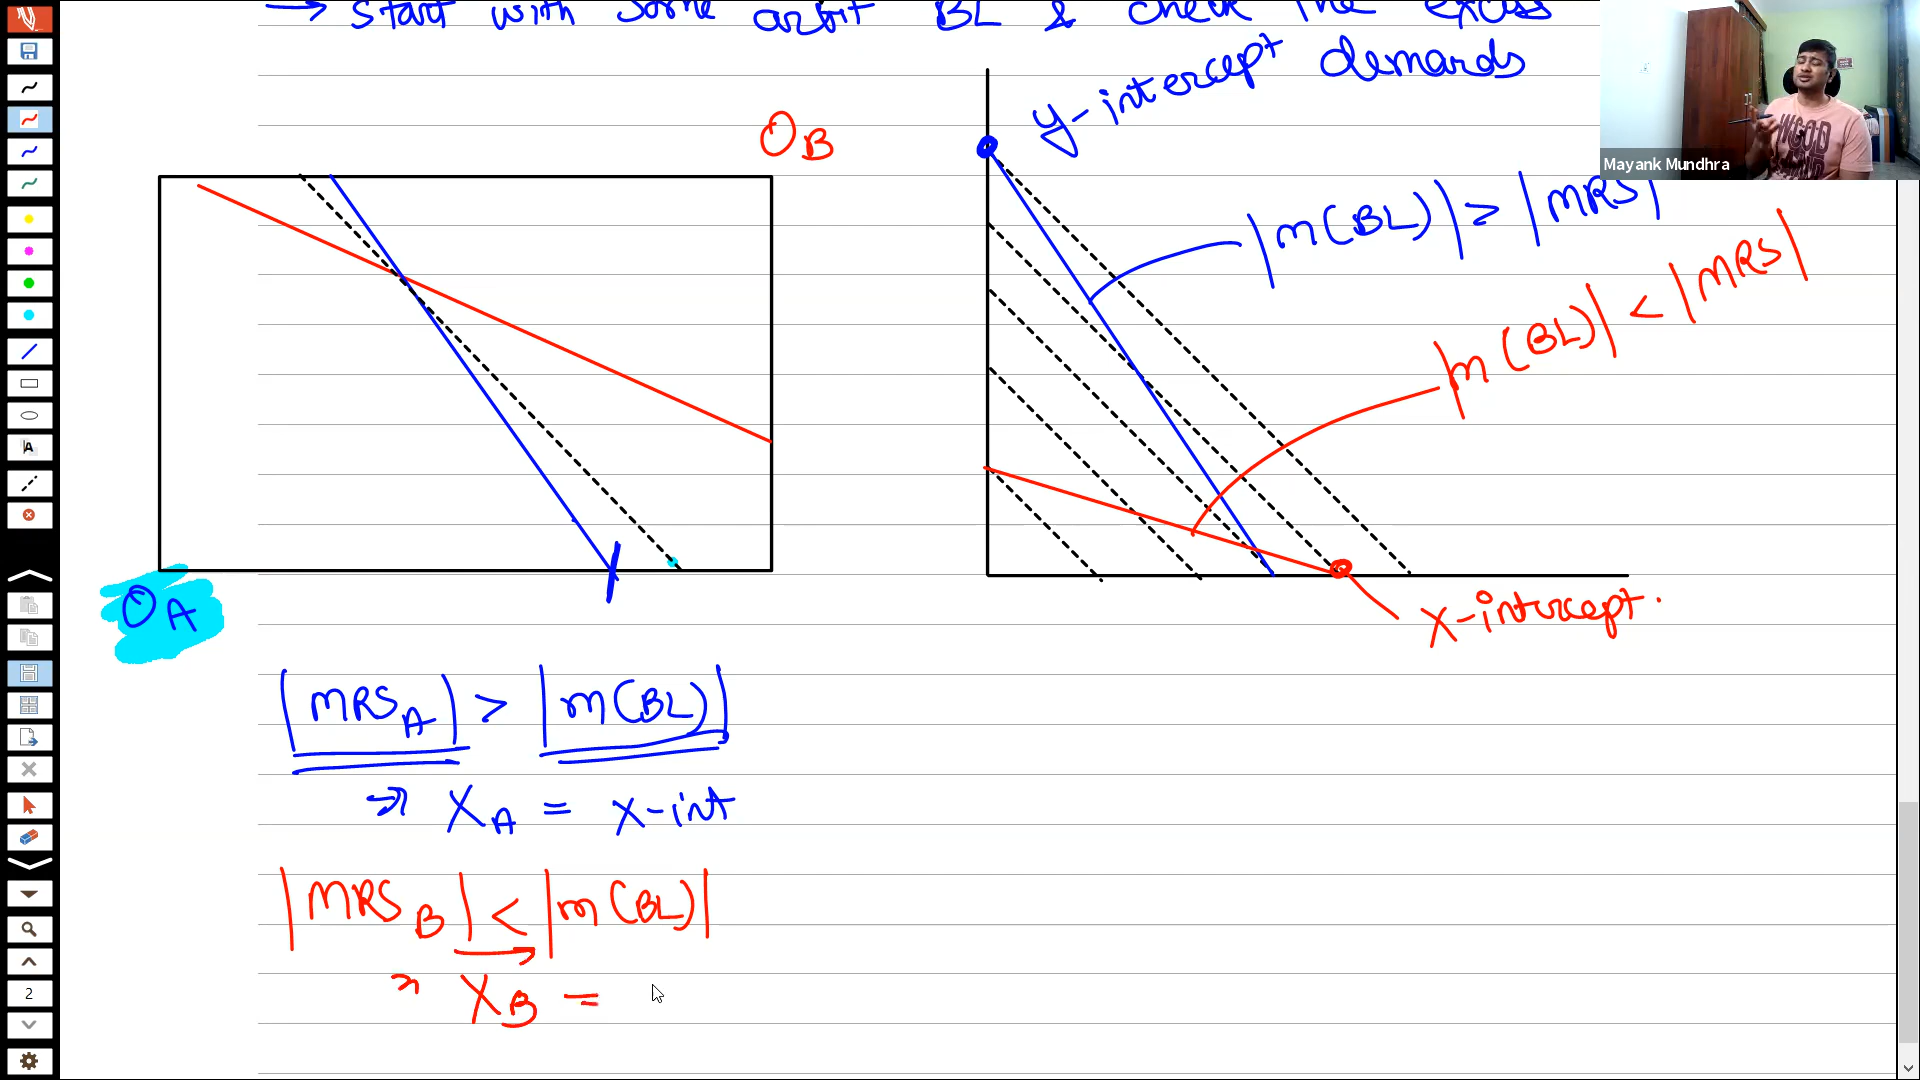 → Start with some arbit BL & check the excess
demands
y-intercept
O_B
|m(BL)| ≥ |MRS|
|m(BL)| < |MRS|
Mayank Mundhra
O_A
x-intercept.
|MRS_A| > |m(BL)|
⇒ X_A = x-int
|MRS_B| < |m(BL)|
X_B =
2